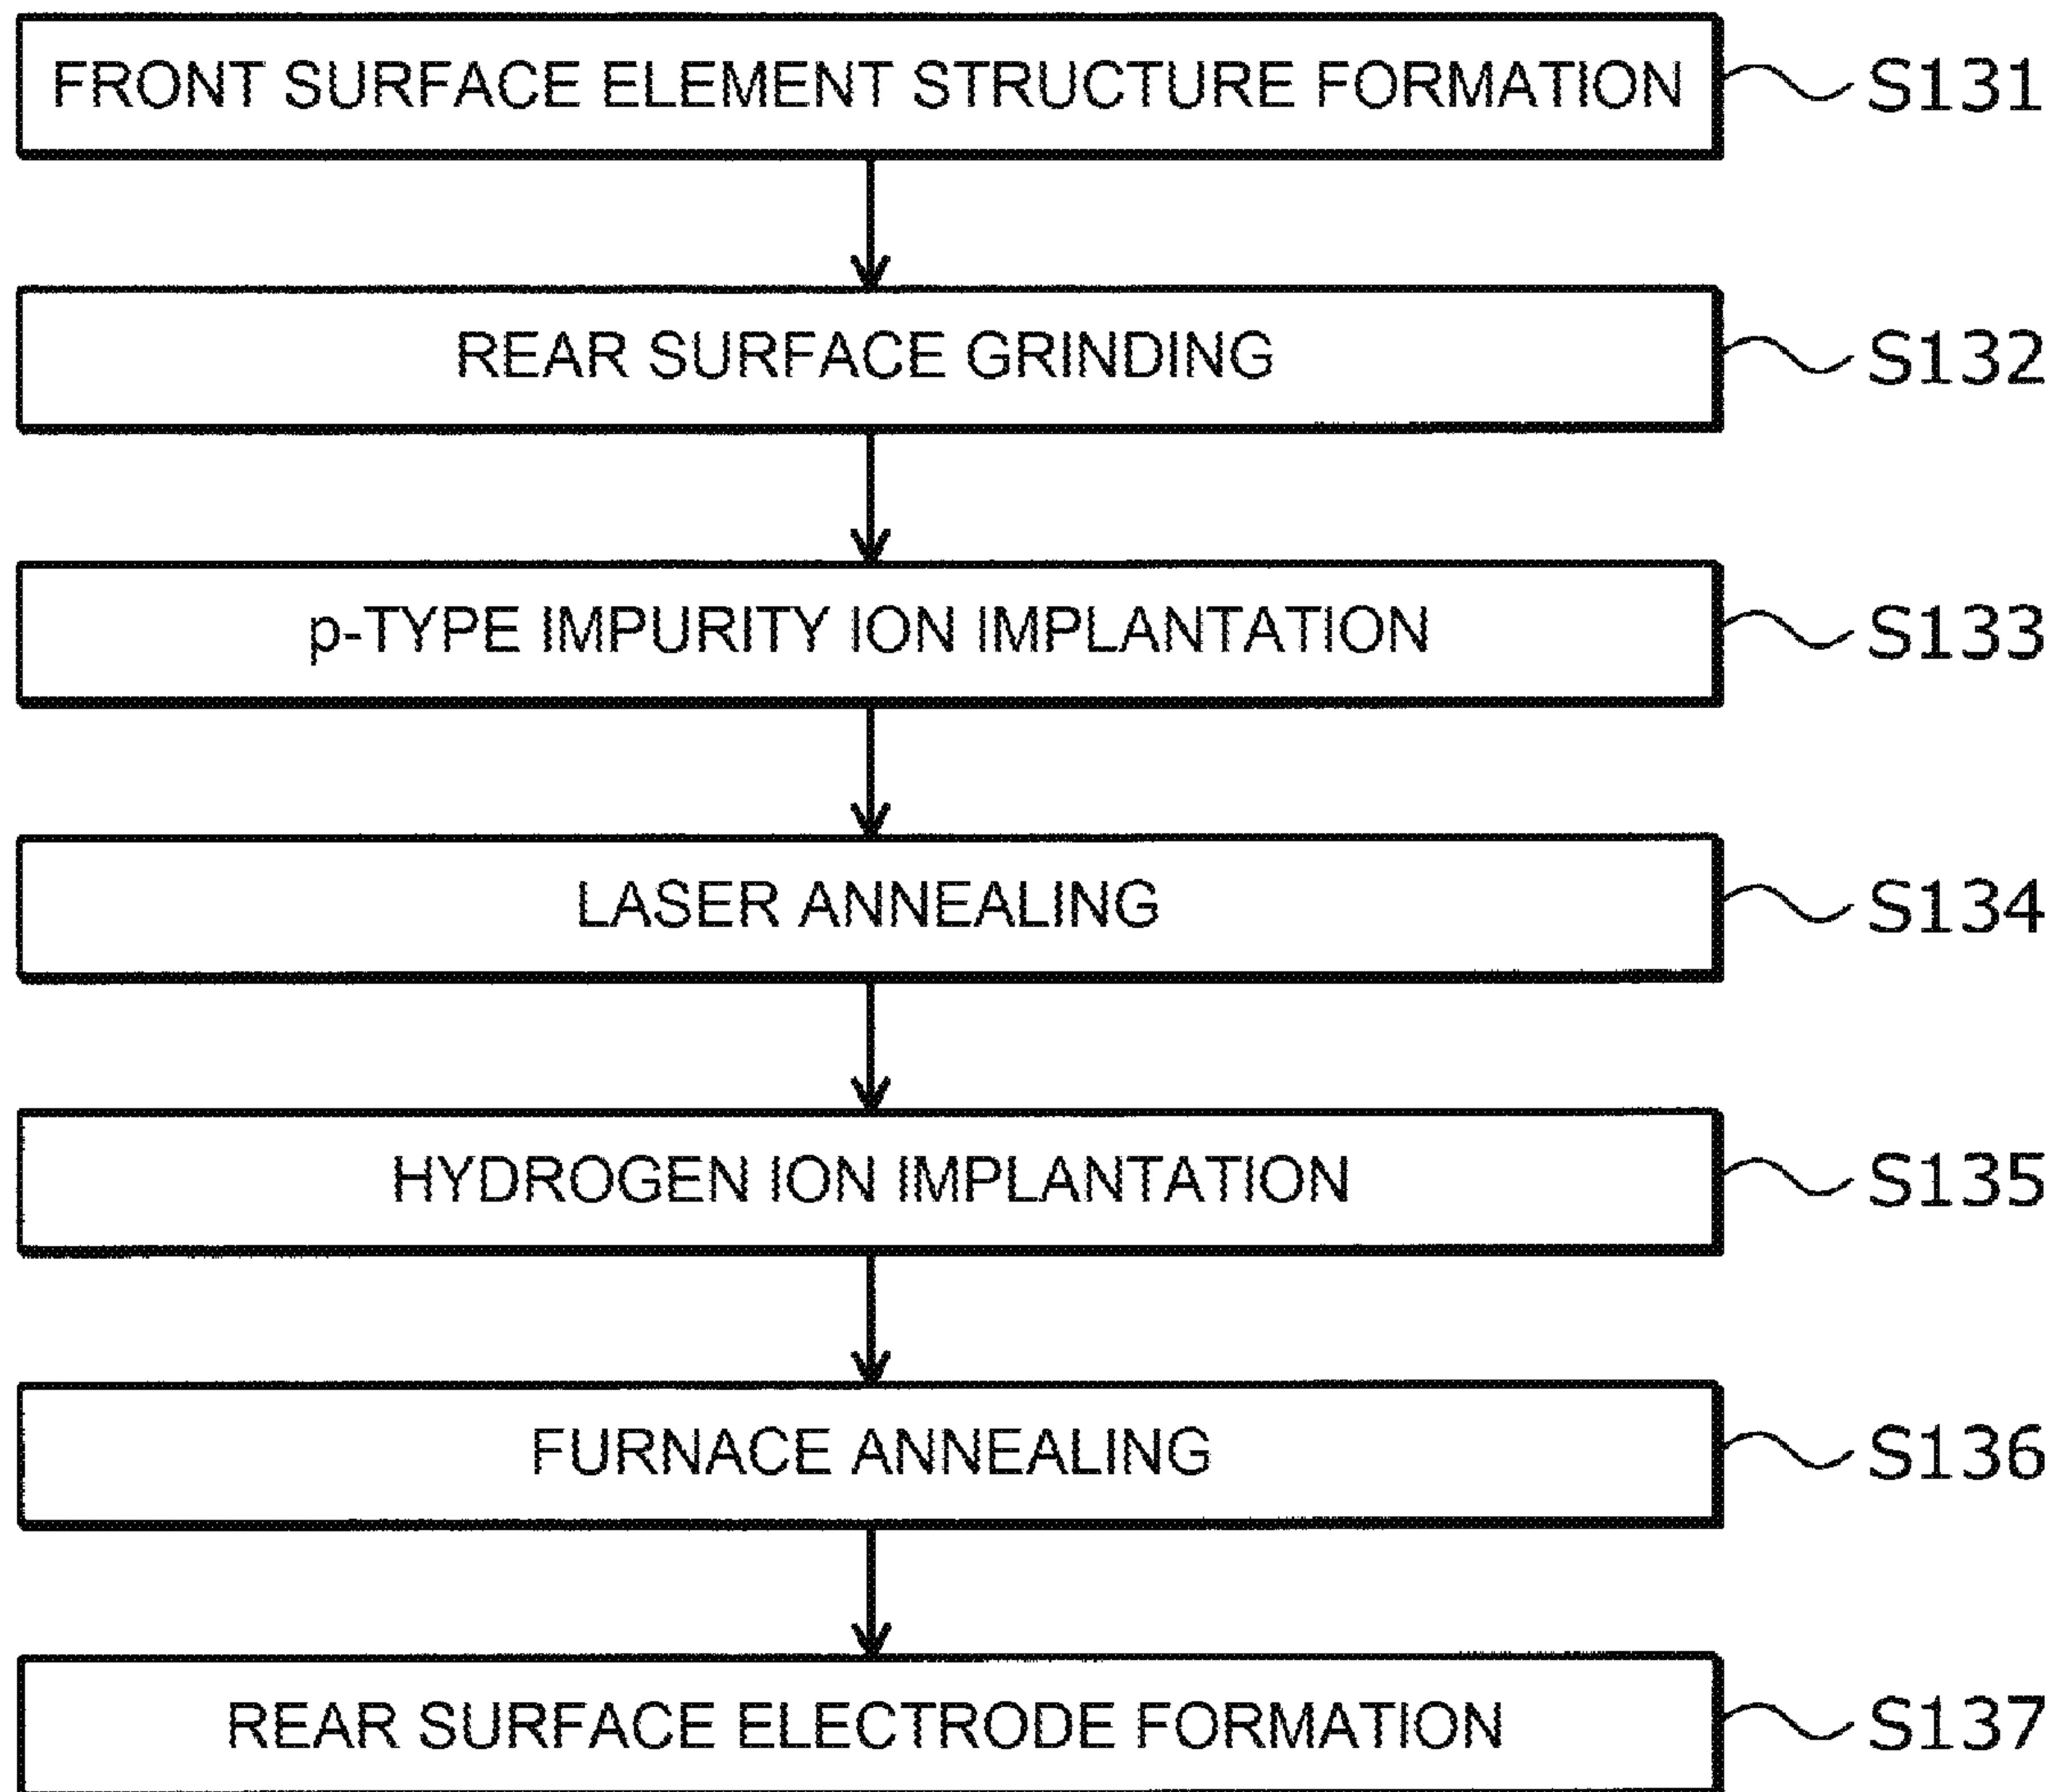 FRONT SURFACE ELEMENT STRUCTURE FORMATION S131
REAR SURFACE GRINDING S132
p-TYPE IMPURITY ION IMPLANTATION S133
LASER ANNEALING S134
HYDROGEN ION IMPLANTATION S135
FURNACE ANNEALING S136
REAR SURFACE ELECTRODE FORMATION S137